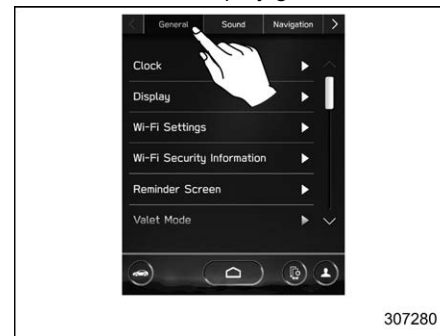 General Sound Navigation
Clock
Display
Wi-Fi Settings
Wi-Fi Security Information
Reminder Screen
Valet Mode
307280